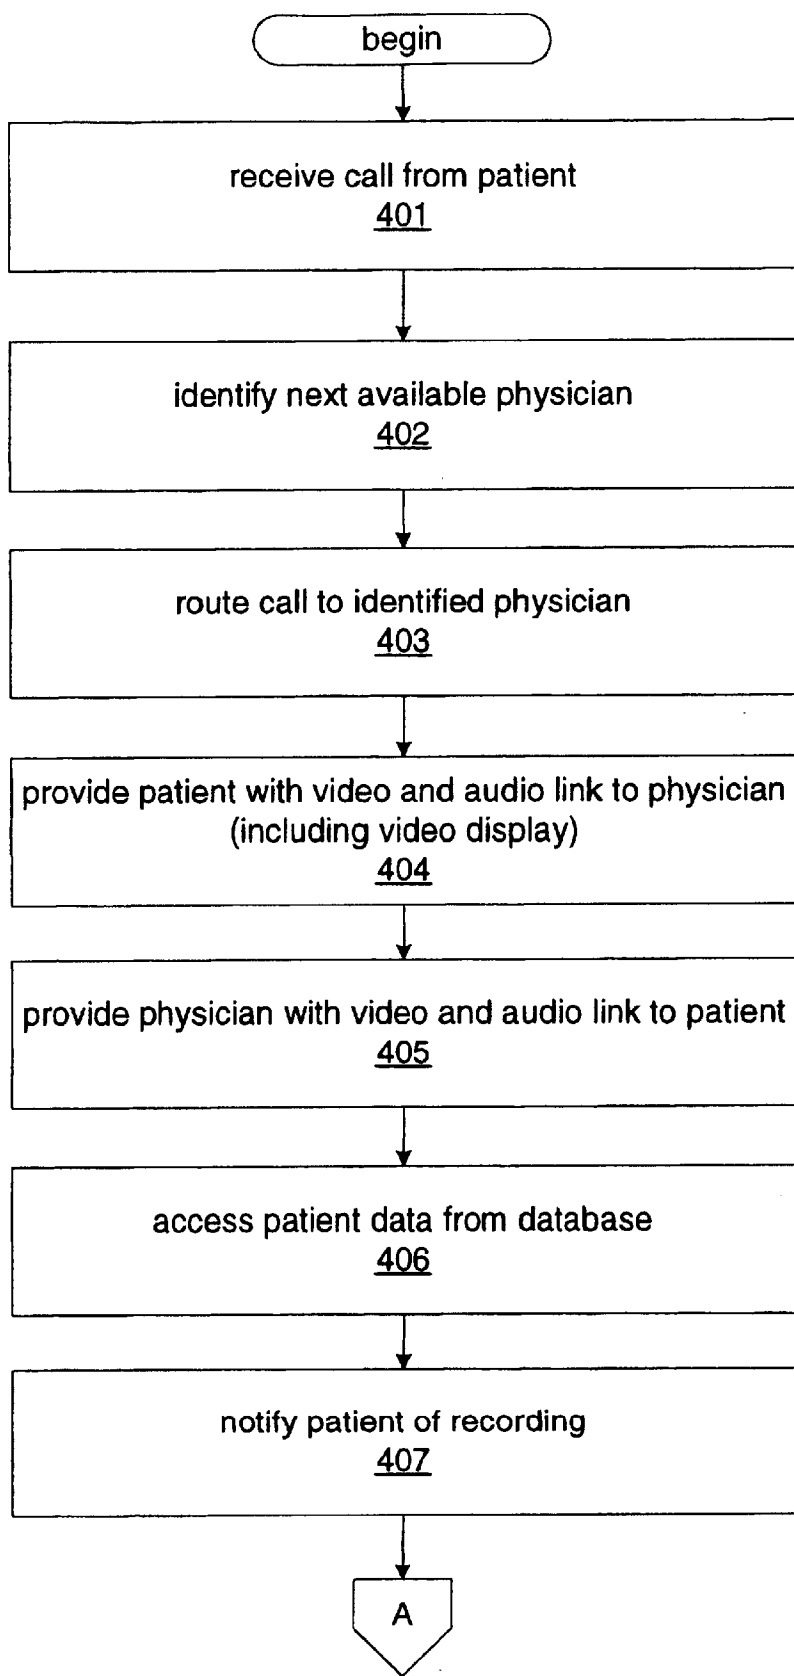 begin
receive call from patient
401
identify next available physician
402
route call to identified physician
403
provide patient with video and audio link to physician
(including video display)
404
provide physician with video and audio link to patient
405
access patient data from database
406
notify patient of recording
407
A